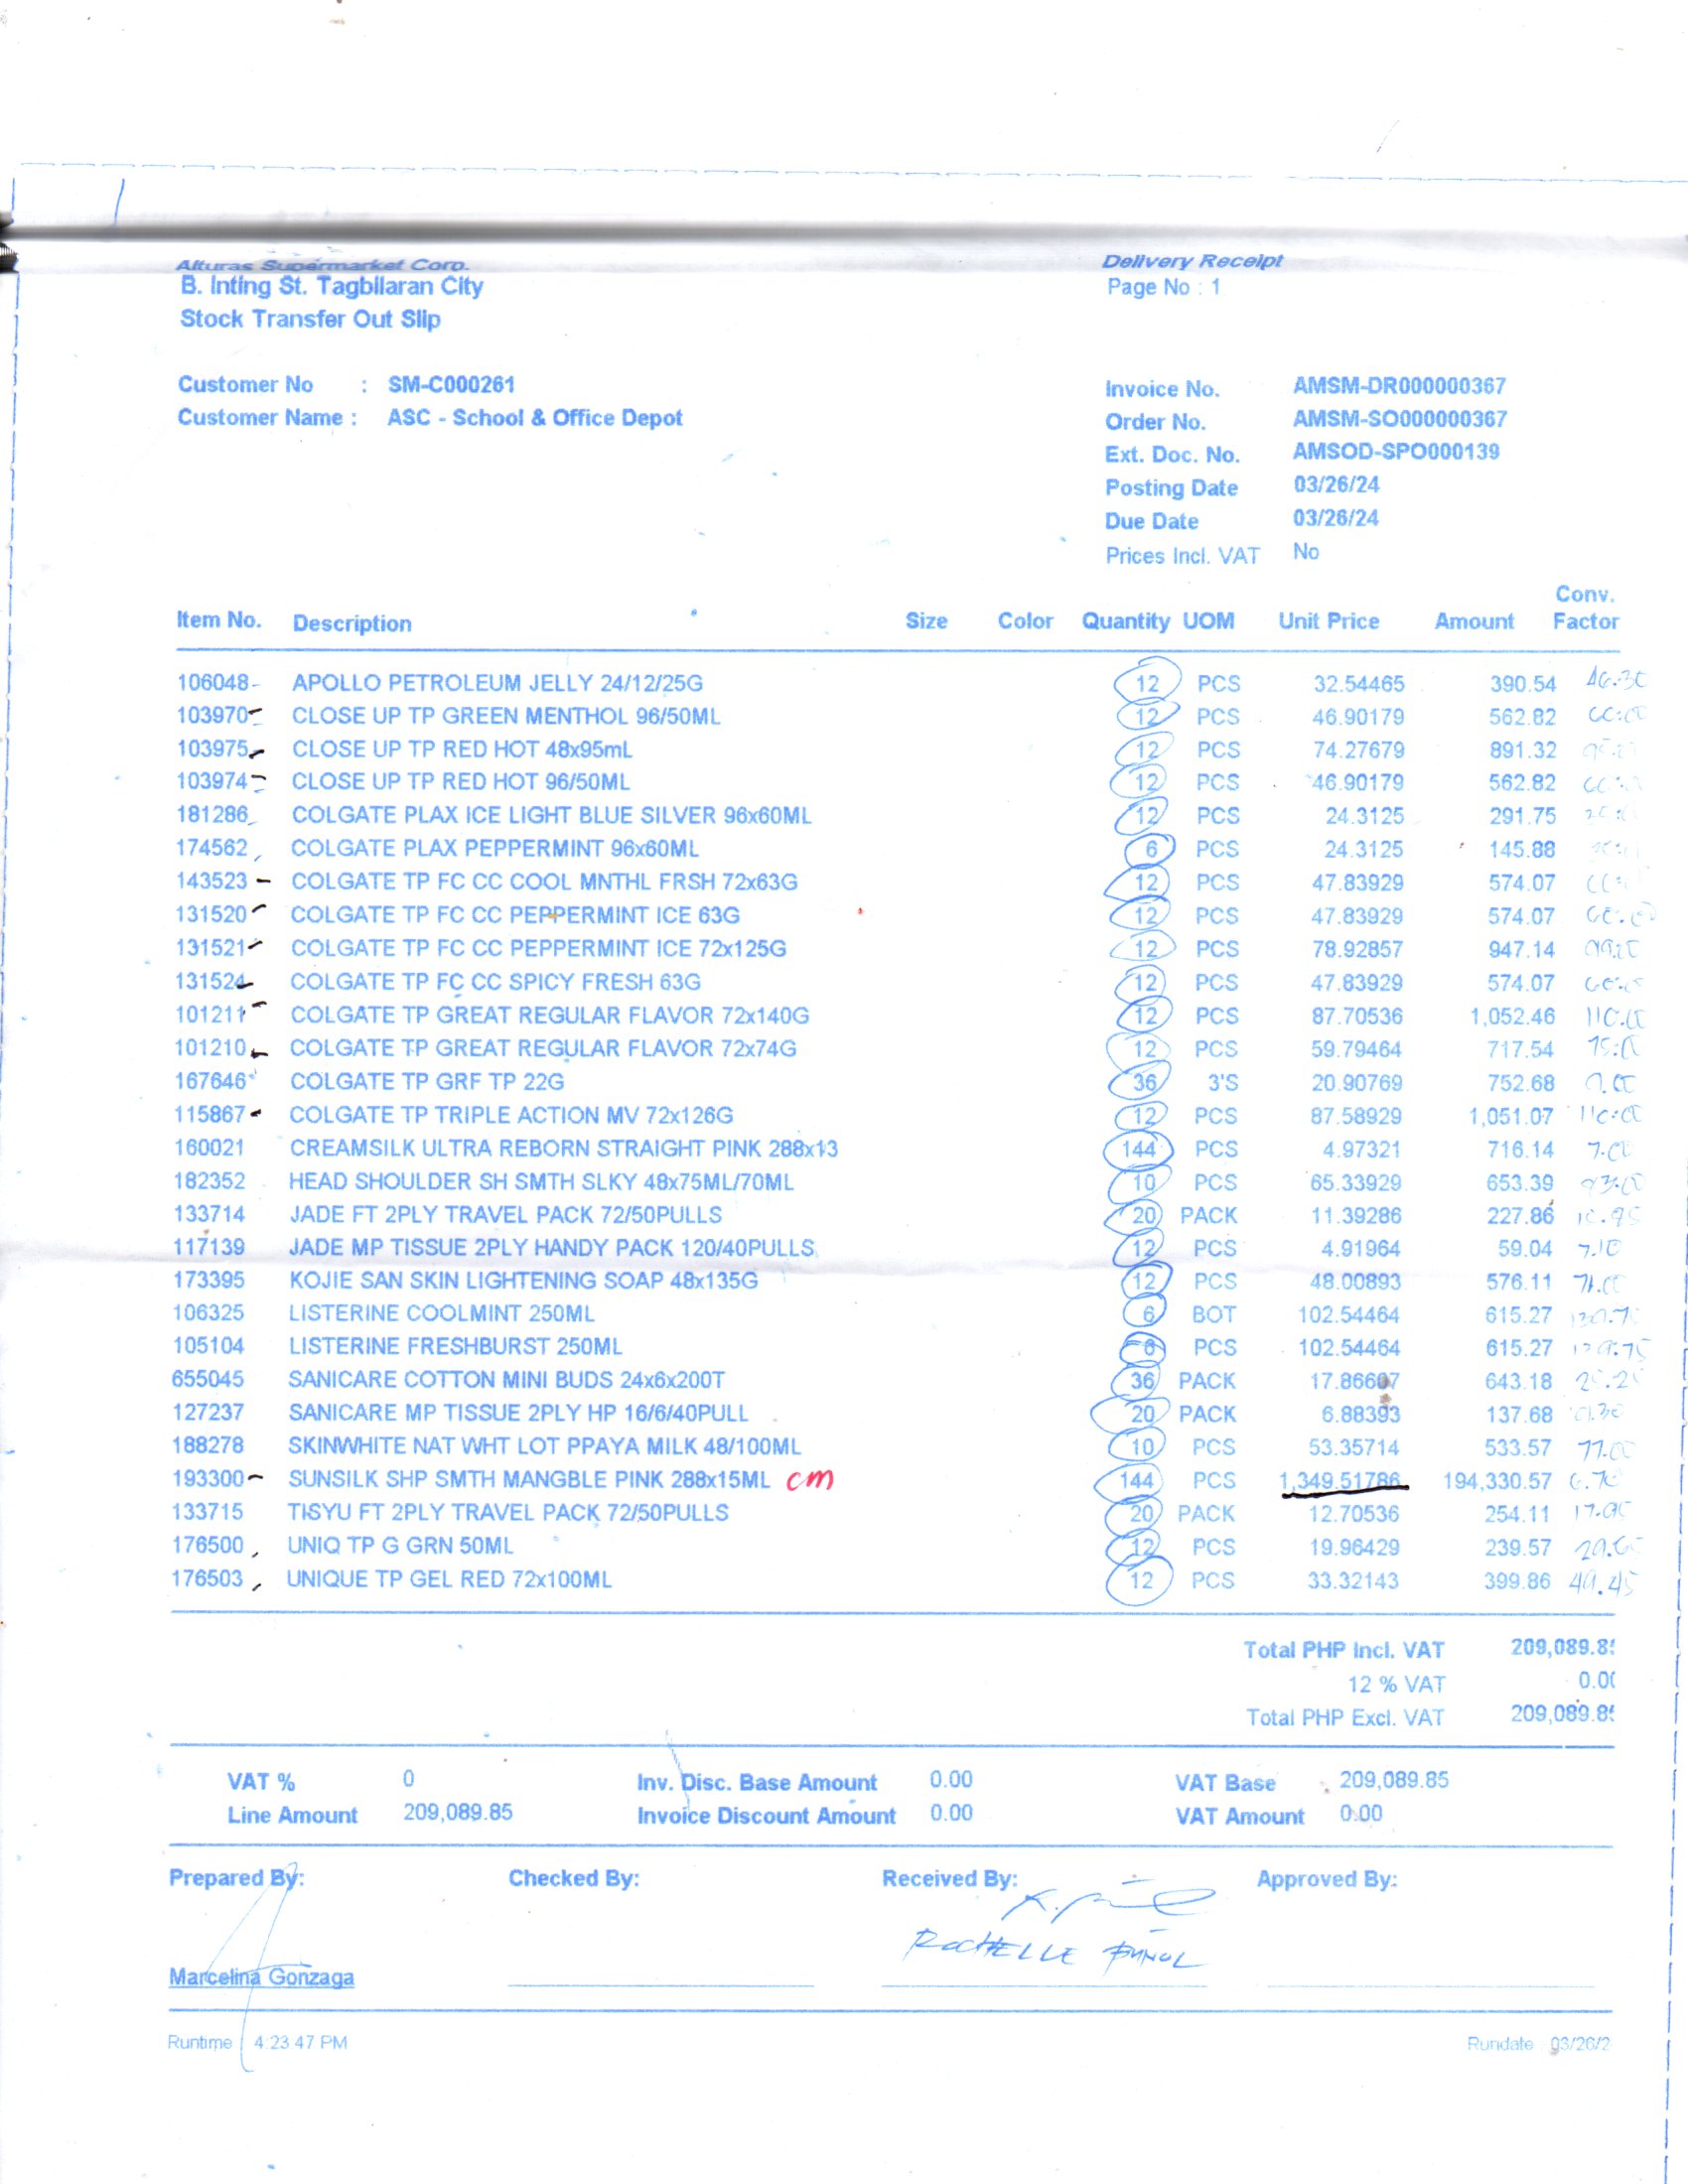 Alturas Supermarket Corp. Delivery Receipt
B. Inting St. Tagbilaran City Page No : 1
Stock Transfer Out Slip
Customer No : SM-C000261 Invoice No. AMSM-DR000000367
Customer Name : ASC - School & Office Depot Order No. AMSM-SO000000367
Ext. Doc. No. AMSOD-SPO000139
Posting Date 03/26/24
Due Date 03/26/24
Prices Incl. VAT No
Conv.
Item No. Description Size Color Quantity UOM Unit Price Amount Factor
106048 APOLLO PETROLEUM JELLY 24/12/25G 12 PCS 32.54465 390.54 46.30
103970 CLOSE UP TP GREEN MENTHOL 96/50ML 12 PCS 46.90179 562.82
103975 CLOSE UP TP RED HOT 48x95mL 12 PCS 74.27679 891.32
103974 CLOSE UP TP RED HOT 96/50ML 12 PCS 46.90179 562.82
181286 COLGATE PLAX ICE LIGHT BLUE SILVER 96x60ML 12 PCS 24.3125 291.75
174562 COLGATE PLAX PEPPERMINT 96x60ML 6 PCS 24.3125 145.88
143523 COLGATE TP FC CC COOL MNTHL FRSH 72x63G 12 PCS 47.83929 574.07
131520 COLGATE TP FC CC PEPPERMINT ICE 63G 12 PCS 47.83929 574.07
131521 COLGATE TP FC CC PEPPERMINT ICE 72x125G 12 PCS 78.92857 947.14
131524 COLGATE TP FC CC SPICY FRESH 63G 12 PCS 47.83929 574.07
101211 COLGATE TP GREAT REGULAR FLAVOR 72x140G 12 PCS 87.70536 1,052.46 110.00
101210 COLGATE TP GREAT REGULAR FLAVOR 72x74G 12 PCS 59.79464 717.54 75.00
167646 COLGATE TP GRF TP 22G 36 3'S 20.90769 752.68
115867 COLGATE TP TRIPLE ACTION MV 72x126G 12 PCS 87.58929 1,051.07 110.00
160021 CREAMSILK ULTRA REBORN STRAIGHT PINK 288x13 144 PCS 4.97321 716.14 7.00
182352 HEAD SHOULDER SH SMTH SLKY 48x75ML/70ML 10 PCS 65.33929 653.39 93.00
133714 JADE FT 2PLY TRAVEL PACK 72/50PULLS 20 PACK 11.39286 227.86
117139 JADE MP TISSUE 2PLY HANDY PACK 120/40PULLS 12 PCS 4.91964 59.04 7.10
173395 KOJIE SAN SKIN LIGHTENING SOAP 48x135G 12 PCS 48.00893 576.11 71.00
106325 LISTERINE COOLMINT 250ML 6 BOT 102.54464 615.27
105104 LISTERINE FRESHBURST 250ML 6 PCS 102.54464 615.27 139.75
655045 SANICARE COTTON MINI BUDS 24x6x200T 36 PACK 17.86607 643.18 25.25
127237 SANICARE MP TISSUE 2PLY HP 16/6/40PULL 20 PACK 6.88393 137.68
188278 SKINWHITE NAT WHT LOT PPAYA MILK 48/100ML 10 PCS 53.35714 533.57 77.00
193300 SUNSILK SHP SMTH MANGBLE PINK 288x15ML cm 144 PCS 1,349.51786 194,330.57 6.70
133715 TISYU FT 2PLY TRAVEL PACK 72/50PULLS 20 PACK 12.70536 254.11 17.95
176500 UNIQ TP G GRN 50ML 12 PCS 19.96429 239.57 29.65
176503 UNIQUE TP GEL RED 72x100ML 12 PCS 33.32143 399.86 49.45
Total PHP Incl. VAT 209,089.8
12 % VAT 0.0
Total PHP Excl. VAT 209,089.8
VAT % 0 Inv. Disc. Base Amount 0.00 VAT Base 209,089.85
Line Amount 209,089.85 Invoice Discount Amount 0.00 VAT Amount 0.00
Prepared By: Checked By: Received By: Approved By:
ROCHELLE
Marcelina Gonzaga
Runtime 4:23:47 PM Rundate 03/26/2